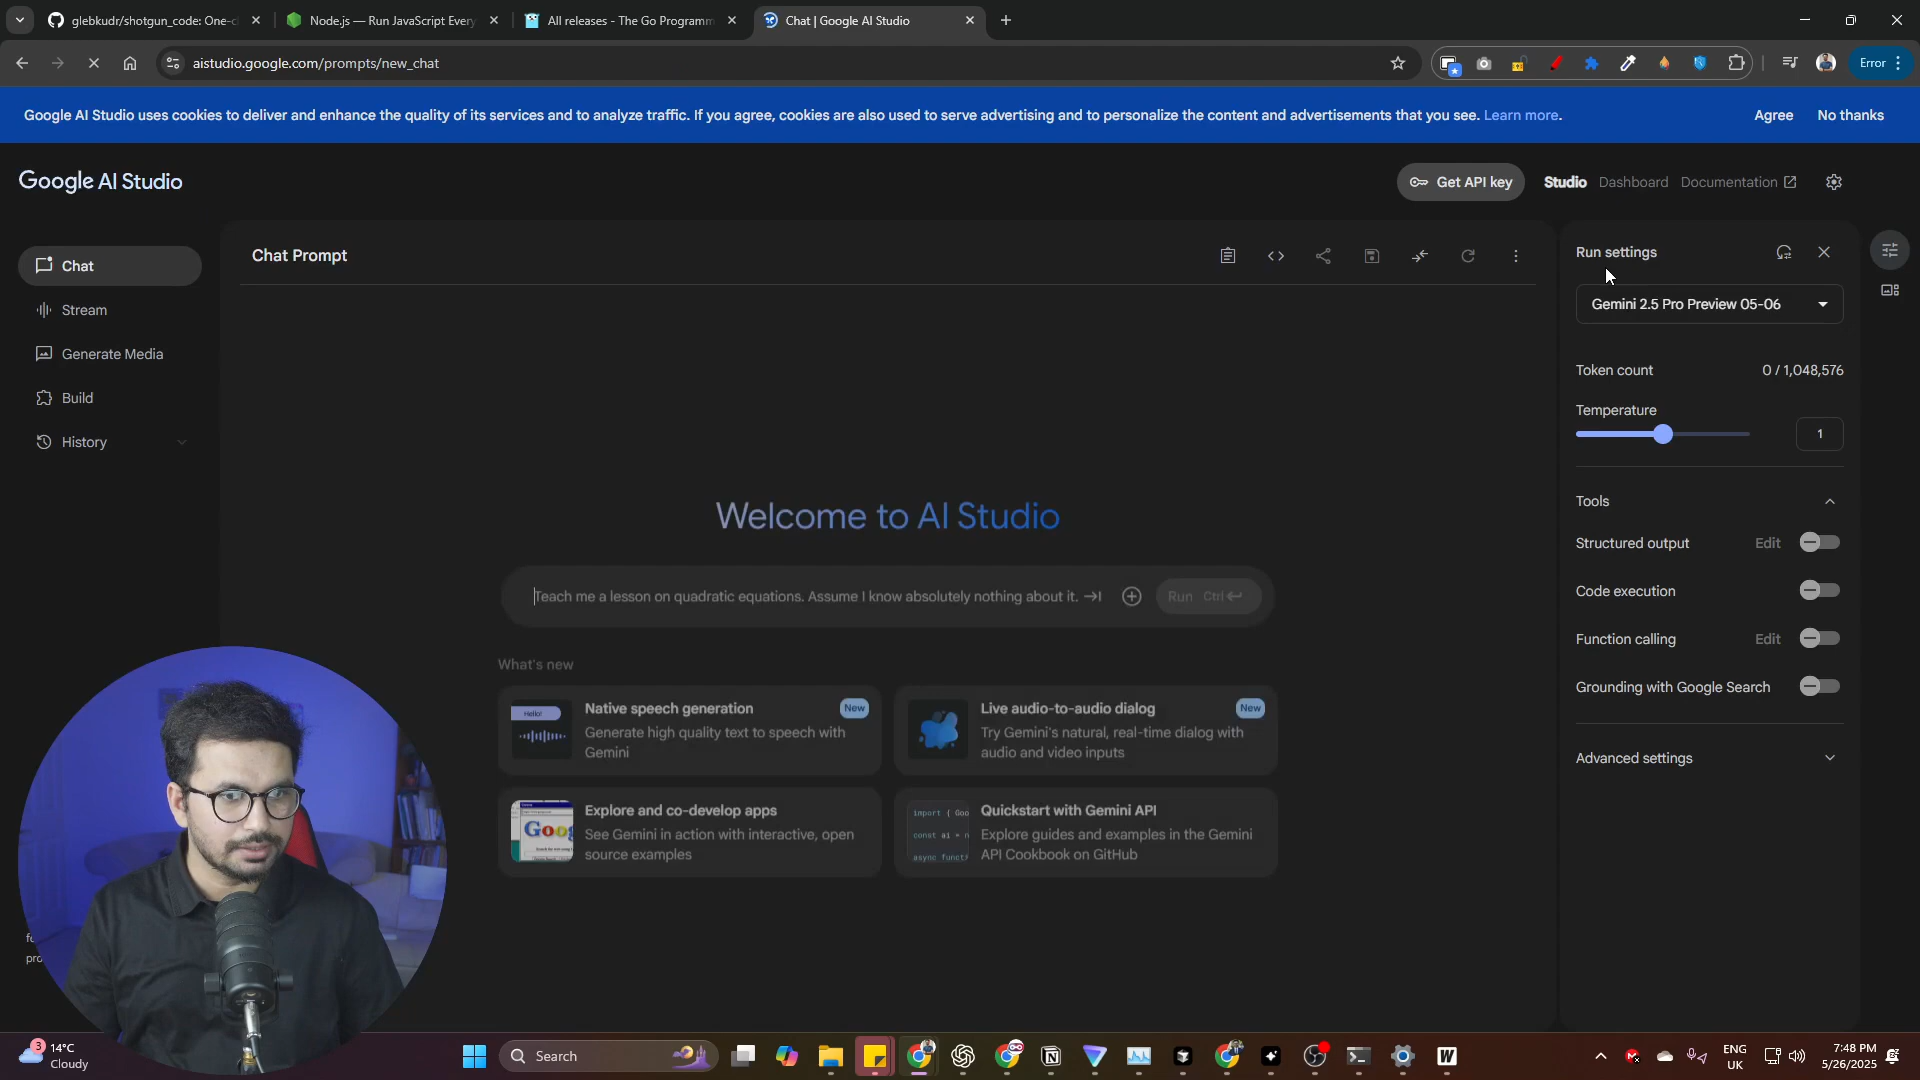 glebkudr/shotgun_code: One-c
Node.js — Run JavaScript Every
All releases - The Go Programm
Chat | Google AI Studio
aistudio.google.com/prompts/new_chat
Error
Google AI Studio uses cookies to deliver and enhance the quality of its services and to analyze traffic. If you agree, cookies are also used to serve advertising and to personalize the content and advertisements that you see. Learn more.
Agree
No thanks
Google AI Studio
Get API key
Studio
Dashboard
Documentation
Chat
Stream
Generate Media
Build
History
Chat Prompt
Welcome to AI Studio
Teach me a lesson on quadratic equations. Assume I know absolutely nothing about it.
Run Ctrl
What's new
Hello!
Native speech generation
New
Generate high quality text to speech with
Gemini
Live audio-to-audio dialog
New
Try Gemini's natural, real-time dialog with
audio and video inputs
Goog
Explore and co-develop apps
See Gemini in action with interactive, open
source examples
import { Goo
const ai = n
async funct
Quickstart with Gemini API
Explore guides and examples in the Gemini
API Cookbook on GitHub
Run settings
Gemini 2.5 Pro Preview 05-06
Token count
0 / 1,048,576
Temperature
1
Tools
Structured output
Edit
Code execution
Function calling
Edit
Grounding with Google Search
Advanced settings
pro
3
14°C
Cloudy
Search
ENG
UK
7:48 PM
5/26/2025